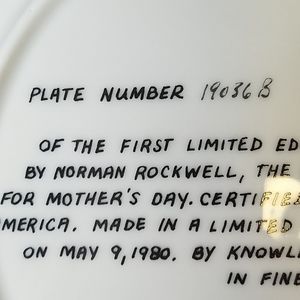 PLATE NUMBER 19036B
OF THE FIRST LIMITED ED
BY NORMAN ROCKWELL, THE
FOR MOTHER'S DAY. CERTIFIED
MERICA. MADE IN A LIMITED
ON MAY 9, 1980. BY KNOWL
IN FINE